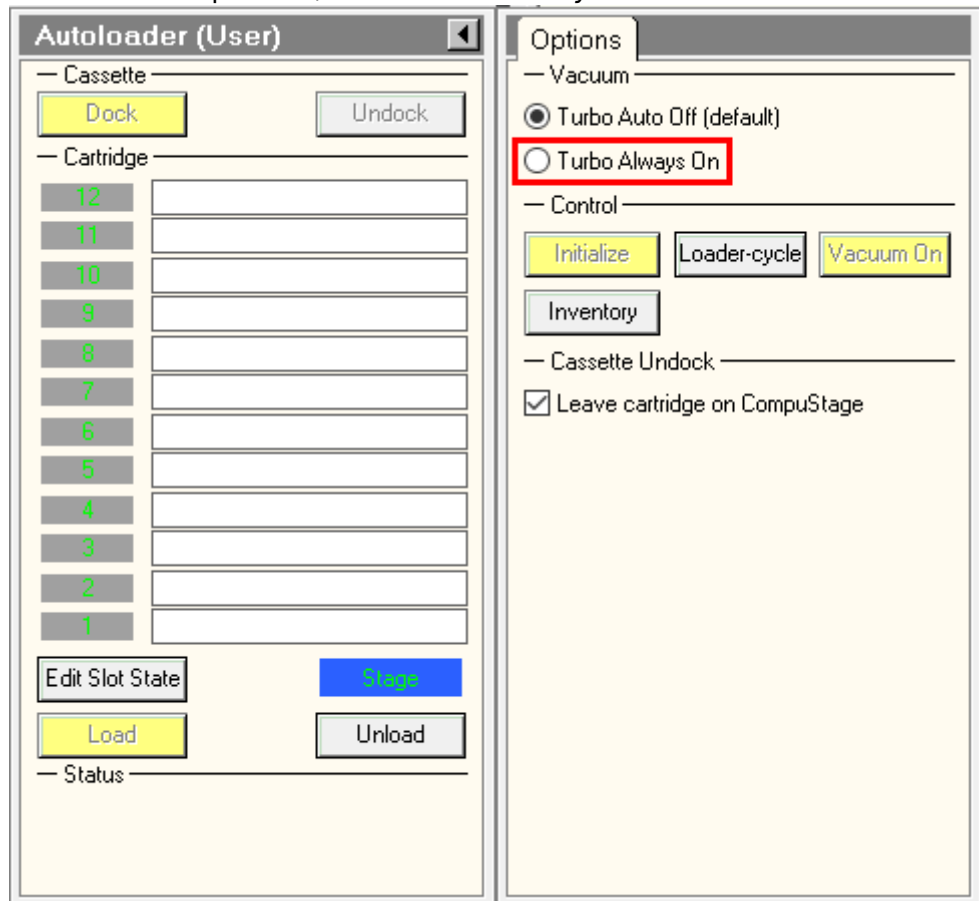 Autoloader (User)
Cassette
Dock
Undock
Cartridge
12
11
10
9
8
7
6
5
4
3
2
1
Edit Slot State
Stage
Load
Unload
Status
Options
Vacuum
Turbo Auto Off (default)
Turbo Always On
Control
Initialize
Loader-cycle
Vacuum On
Inventory
Cassette Undock
Leave cartridge on CompuStage